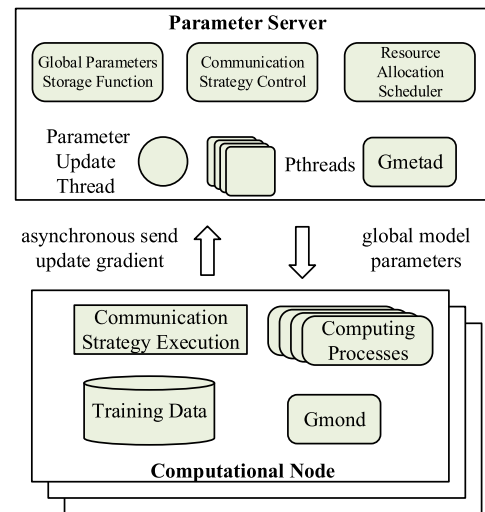 Parameter Server
Global Parameters
Storage Function
Communication
Strategy Control
Resource
Allocation
Scheduler
Parameter
Update
Thread
Pthreads
Gmetad
asynchronous send
update gradient
global model
parameters
Communication
Strategy Execution
Computing
Processes
Training Data
Gmond
Computational Node